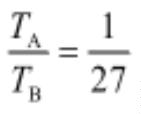 T_A / T_B = 1 / 27